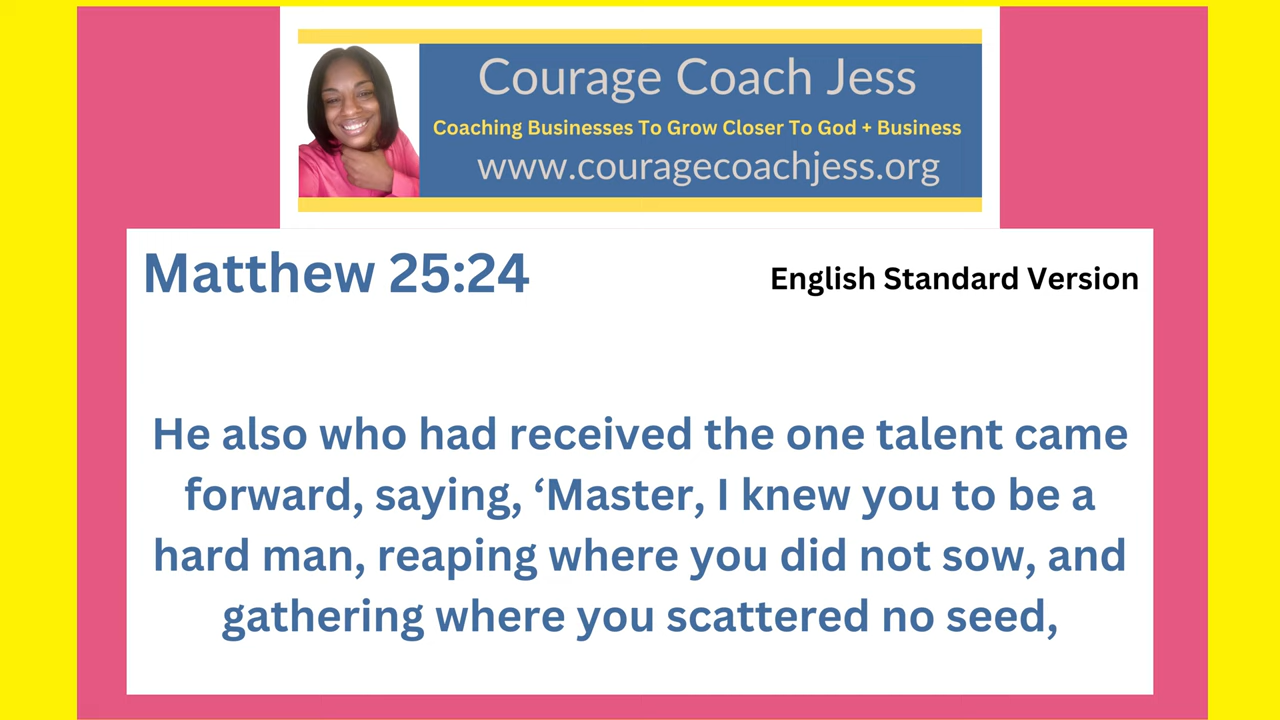 Courage Coach Jess
Coaching Businesses To Grow Closer To God + Business
www.couragecoachjess.org
Matthew 25:24
English Standard Version
He also who had received the one talent came
forward, saying, ‘Master, I knew you to be a
hard man, reaping where you did not sow, and
gathering where you scattered no seed,